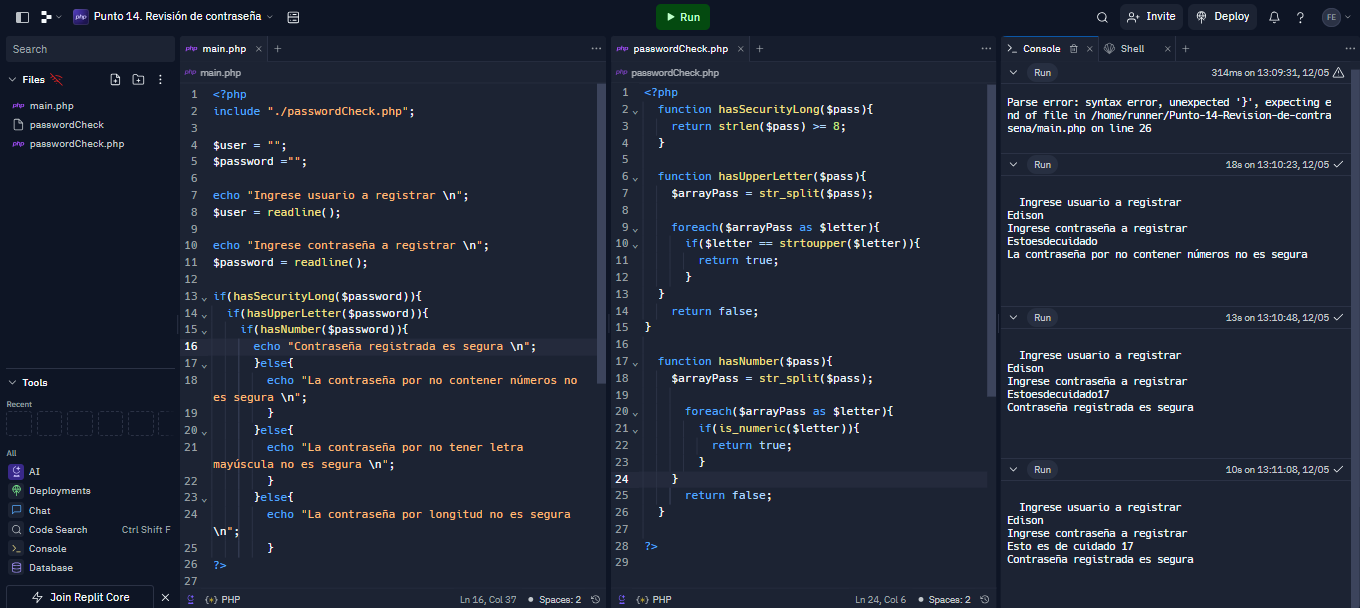 php Punto 14. Revisión de contraseña
Run
Invite
Deploy
?
FE
Search
Files
php main.php
passwordCheck
php passwordCheck.php
Tools
Recent
All
AI
Deployments
Chat
Code Search Ctrl Shift F
Console
Database
Join Replit Core
php main.php × +
php main.php
1 <?php
2 include "./passwordCheck.php";
3
4 $user = "";
5 $password ="";
6
7 echo "Ingrese usuario a registrar \n";
8 $user = readline();
9
10 echo "Ingrese contraseña a registrar \n";
11 $password = readline();
12
13 if(hasSecurityLong($password)){
14 if(hasUpperLetter($password)){
15 if(hasNumber($password)){
16 echo "Contraseña registrada es segura \n";
17 }else{
18 echo "La contraseña por no contener números no
es segura \n";
19 }
20 }else{
21 echo "La contraseña por no tener letra
mayúscula no es segura \n";
22 }
23 }else{
24 echo "La contraseña por longitud no es segura
\n";
25 }
26 ?>
27
{+} PHP
Ln 16, Col 37 • Spaces: 2
php passwordCheck.php × +
php passwordCheck.php
1 <?php
2 function hasSecurityLong($pass){
3 return strlen($pass) >= 8;
4 }
5
6 function hasUpperLetter($pass){
7 $arrayPass = str_split($pass);
8
9 foreach($arrayPass as $letter){
10 if($letter == strtoupper($letter)){
11 return true;
12 }
13 }
14 return false;
15 }
16
17 function hasNumber($pass){
18 $arrayPass = str_split($pass);
19
20 foreach($arrayPass as $letter){
21 if(is_numeric($letter)){
22 return true;
23 }
24 }
25 return false;
26 }
27
28 ?>
29
{+} PHP
Ln 24, Col 6 • Spaces: 2
Console × Shell × +
Run 314ms on 13:09:31, 12/05
Parse error: syntax error, unexpected '}', expecting e
nd of file in /home/runner/Punto-14-Revision-de-contra
sena/main.php on line 26
Run 18s on 13:10:23, 12/05
Ingrese usuario a registrar
Edison
Ingrese contraseña a registrar
Estoesdecuidado
La contraseña por no contener números no es segura
Run 13s on 13:10:48, 12/05
Ingrese usuario a registrar
Edison
Ingrese contraseña a registrar
Estoesdecuidado17
Contraseña registrada es segura
Run 10s on 13:11:08, 12/05
Ingrese usuario a registrar
Edison
Ingrese contraseña a registrar
Esto es de cuidado 17
Contraseña registrada es segura